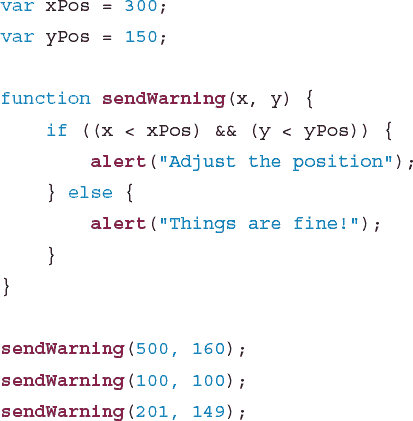 var xPos = 300;
var yPos = 150;

function sendWarning(x, y) {
    if ((x < xPos) && (y < yPos)) {
        alert("Adjust the position");
    } else {
        alert("Things are fine!");
    }
}

sendWarning(500, 160);
sendWarning(100, 100);
sendWarning(201, 149);